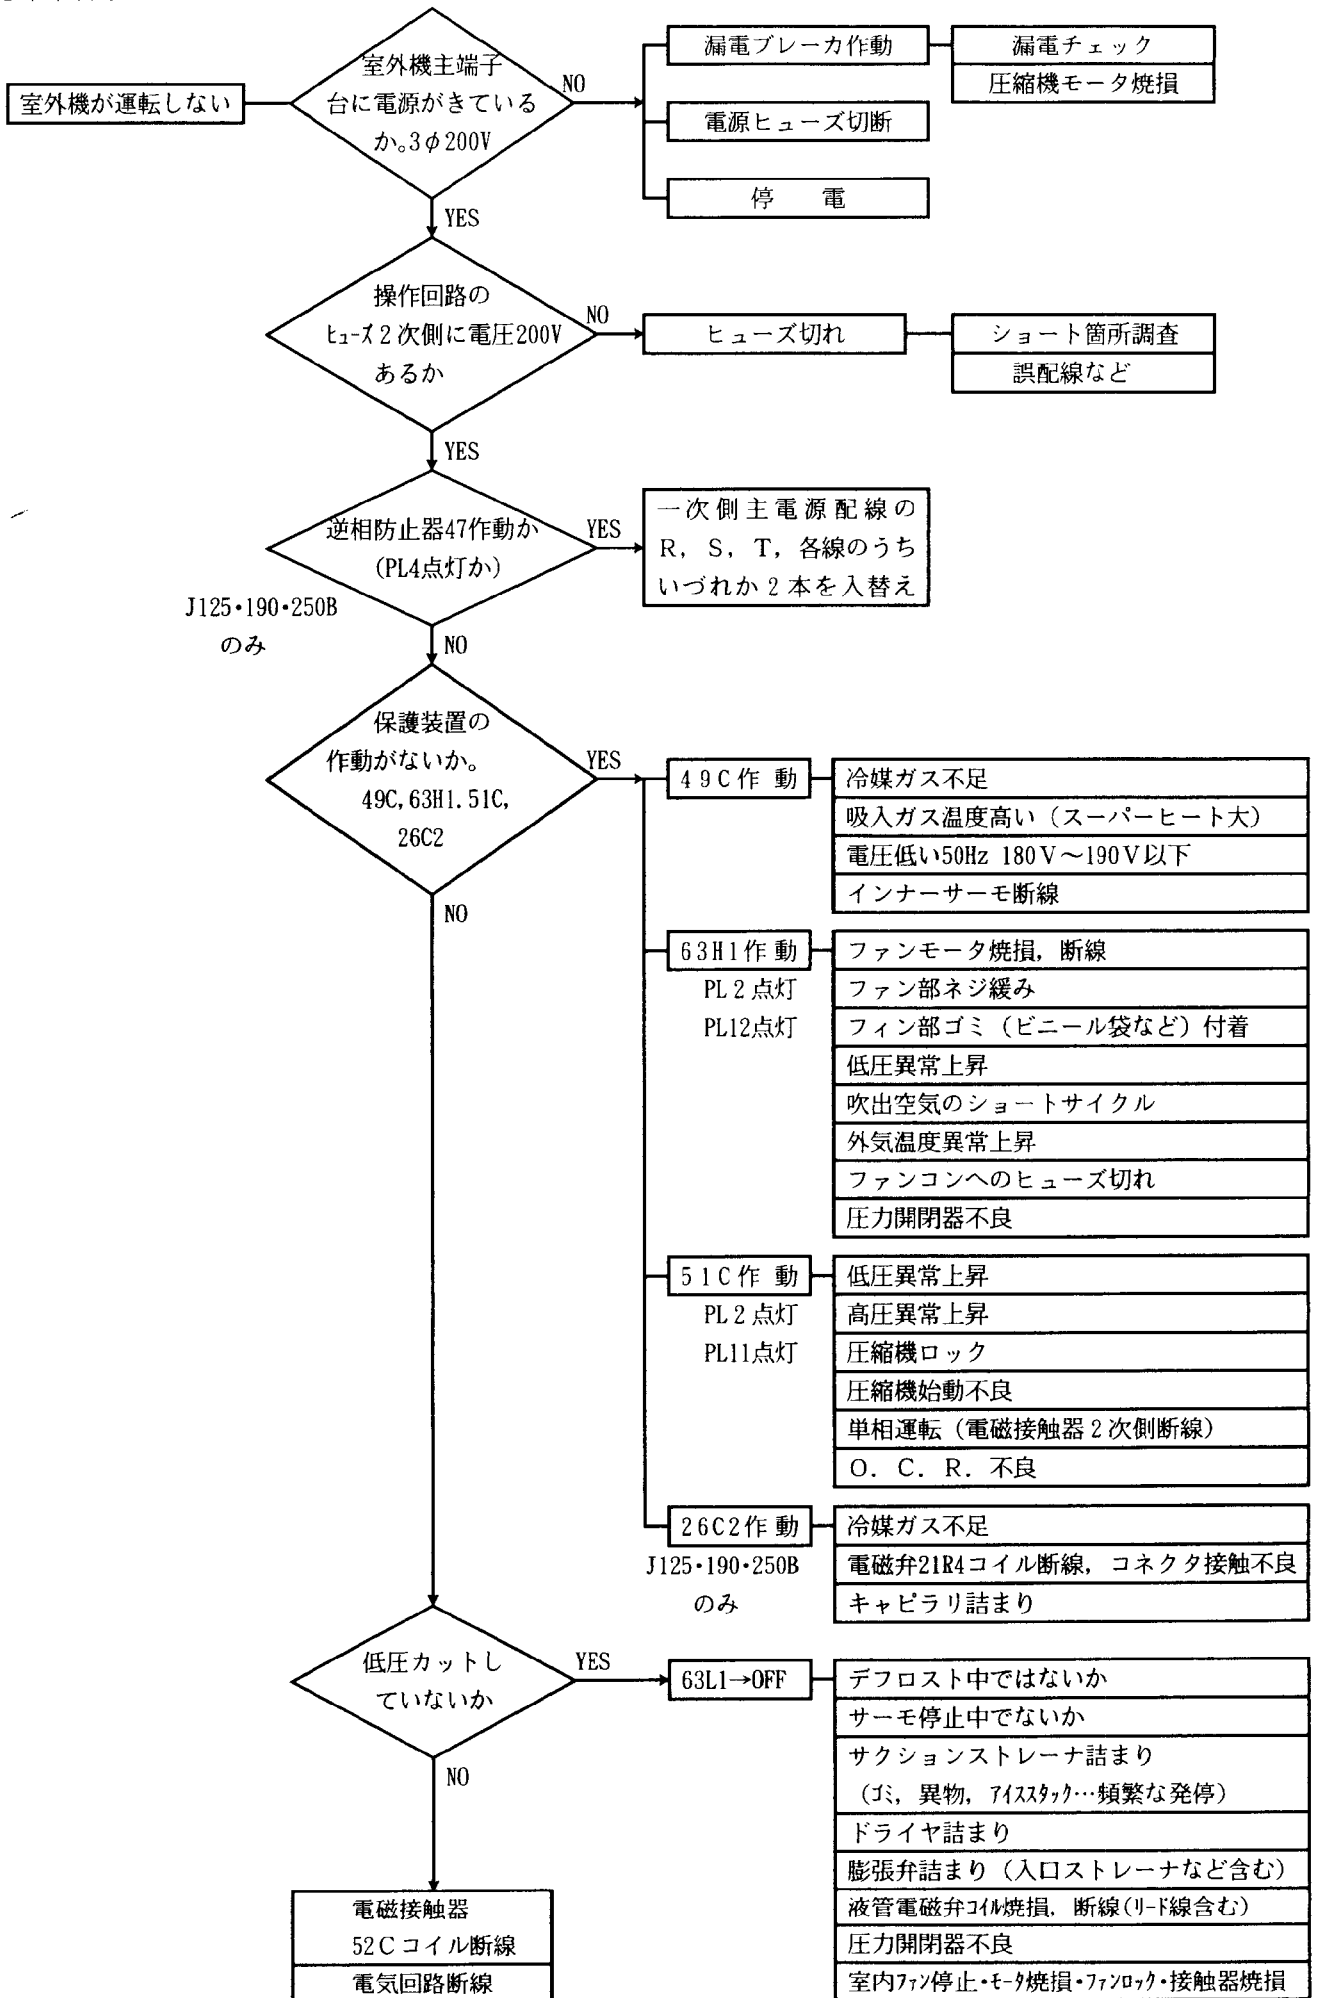 室外機が運転しない
室外機主端子
台に電源がきている
か。3φ200V
NO
漏電ブレーカ作動
漏電チェック
圧縮機モータ焼損
電源ヒューズ切断
停 電
YES
操作回路の
ﾋｭｰｽﾞ2次側に電圧200V
あるか
NO
ヒューズ切れ
ショート箇所調査
誤配線など
YES
逆相防止器47作動か
(PL4点灯か)
J125・190・250B
のみ
YES
一次側主電源配線の
R, S, T, 各線のうち
いづれか2本を入替え
NO
保護装置の
作動がないか。
49C,63H1.51C,
26C2
YES
49C作動
冷媒ガス不足
吸入ガス温度高い（スーパーヒート大）
電圧低い50Hz 180V～190V以下
インナーサーモ断線
63H1作動
PL2点灯
PL12点灯
ファンモータ焼損，断線
ファン部ネジ緩み
フィン部ゴミ（ビニール袋など）付着
低圧異常上昇
吹出空気のショートサイクル
外気温度異常上昇
ファンコンへのヒューズ切れ
圧力開閉器不良
51C作動
PL2点灯
PL11点灯
低圧異常上昇
高圧異常上昇
圧縮機ロック
圧縮機始動不良
単相運転（電磁接触器2次側断線）
O. C. R. 不良
26C2作動
J125・190・250B
のみ
冷媒ガス不足
電磁弁21R4コイル断線，コネクタ接触不良
キャピラリ詰まり
NO
低圧カットし
ていないか
YES
63L1→OFF
デフロスト中ではないか
サーモ停止中でないか
サクションストレーナ詰まり
（ｺﾞﾐ，異物，ｱｲｽｽﾀｯｸ…頻繁な発停）
ドライヤ詰まり
膨張弁詰まり（入口ストレーナなど含む）
液管電磁弁ｺｲﾙ焼損，断線(ﾘｰﾄﾞ線含む)
圧力開閉器不良
室内ﾌｧﾝ停止・ﾓｰﾀ焼損・ﾌｧﾝﾛｯｸ・接触器焼損
NO
電磁接触器
52Cコイル断線
電気回路断線